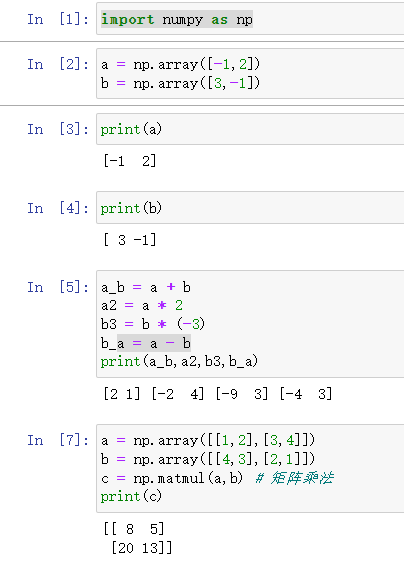 In [1]: import numpy as np
In [2]: a = np.array([-1,2])
b = np.array([3,-1])
In [3]: print(a)
[-1  2]
In [4]: print(b)
[ 3 -1]
In [5]: a_b = a + b
a2 = a * 2
b3 = b * (-3)
b_a = a - b
print(a_b,a2,b3,b_a)
[2 1] [-2  4] [-9  3] [-4  3]
In [7]: a = np.array([[1,2],[3,4]])
b = np.array([[4,3],[2,1]])
c = np.matmul(a,b) # 矩阵乘法
print(c)
[[ 8  5]
 [20 13]]